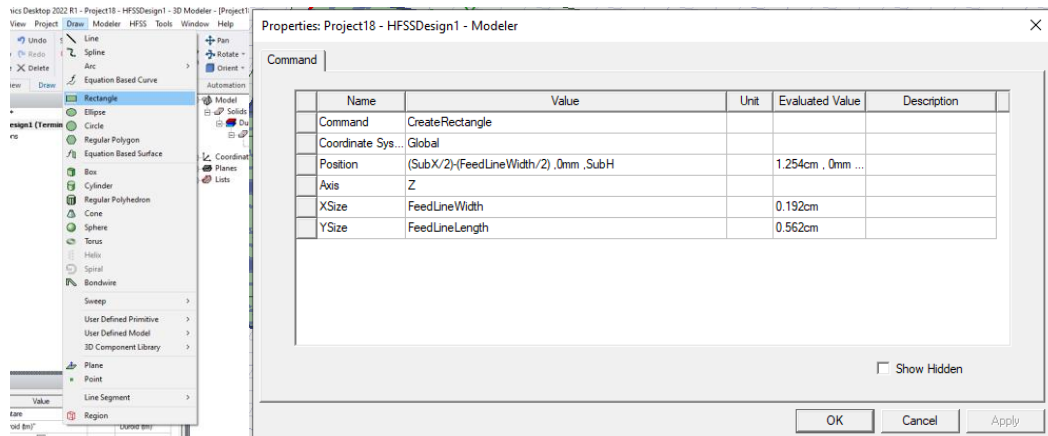 nics Desktop 2022 R1 - Project18 - HFSSDesign1 - 3D Modeler - [Project1
View Project Draw Modeler HFSS Tools Window Help
Undo
Redo
Delete
Draw
Line
Spline
Arc
Equation Based Curve
Rectangle
Ellipse
Circle
Regular Polygon
Equation Based Surface
Box
Cylinder
Regular Polyhedron
Cone
Sphere
Torus
Helix
Spiral
Bondwire
Sweep
User Defined Primitive
User Defined Model
3D Component Library
Plane
Point
Line Segment
Region
Pan
Rotate
Orient
Automation
Model
Solids
Du
Coordinat
Planes
Lists
Value
Properties: Project18 - HFSSDesign1 - Modeler
Command
Name Value Unit Evaluated Value Description
Command CreateRectangle
Coordinate Sys... Global
Position (SubX/2)-(FeedLineWidth/2) ,0mm ,SubH 1.254cm , 0mm ...
Axis Z
XSize FeedLineWidth 0.192cm
YSize FeedLineLength 0.562cm
Show Hidden
OK Cancel Apply